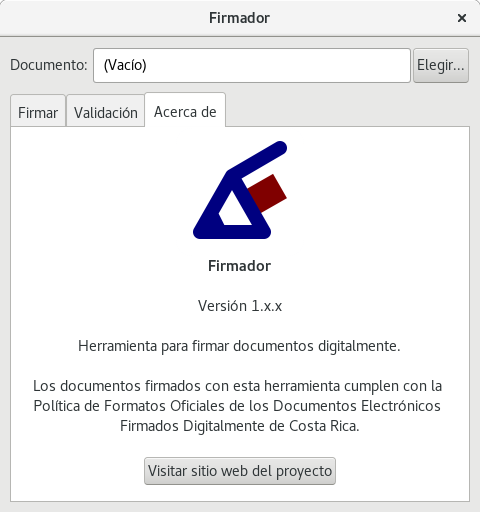 Firmador
Documento: (Vacío) Elegir...
Firmar Validación Acerca de
Firmador
Versión 1.x.x
Herramienta para firmar documentos digitalmente.
Los documentos firmados con esta herramienta cumplen con la
Política de Formatos Oficiales de los Documentos Electrónicos
Firmados Digitalmente de Costa Rica.
Visitar sitio web del proyecto